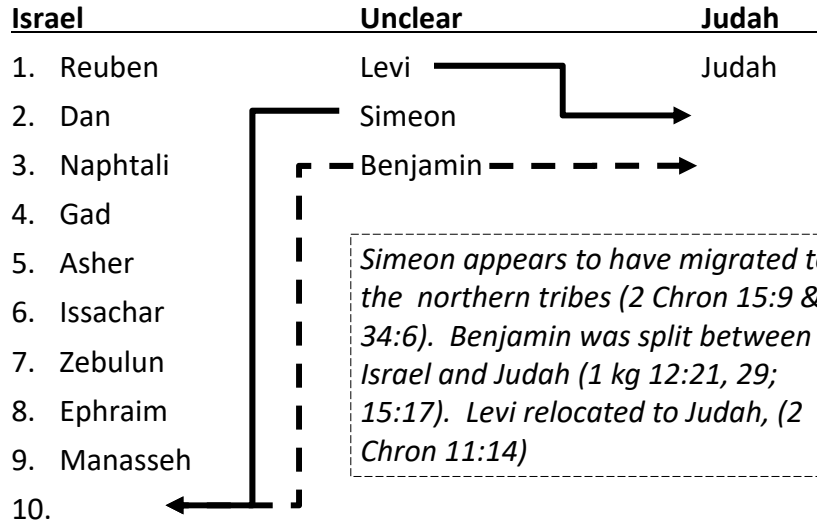 Israel Unclear Judah
1. Reuben Levi Judah
2. Dan Simeon
3. Naphtali Benjamin
4. Gad
5. Asher
6. Issachar
7. Zebulun
8. Ephraim
9. Manasseh
10.
Simeon appears to have migrated t
the northern tribes (2 Chron 15:9 &
34:6). Benjamin was split between
Israel and Judah (1 kg 12:21, 29;
15:17). Levi relocated to Judah, (2
Chron 11:14)